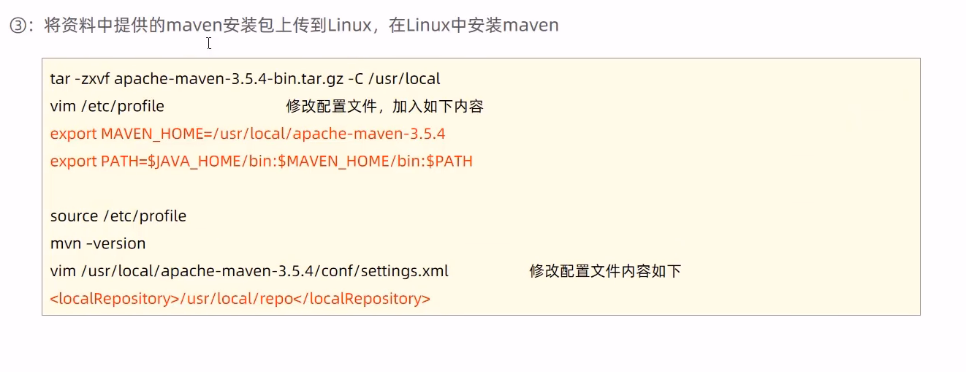 ③：将资料中提供的maven安装包上传到Linux，在Linux中安装maven
tar -zxvf apache-maven-3.5.4-bin.tar.gz -C /usr/local
vim /etc/profile 修改配置文件，加入如下内容
export MAVEN_HOME=/usr/local/apache-maven-3.5.4
export PATH=$JAVA_HOME/bin:$MAVEN_HOME/bin:$PATH
source /etc/profile
mvn –version
vim /usr/local/apache-maven-3.5.4/conf/settings.xml 修改配置文件内容如下
<localRepository>/usr/local/repo</localRepository>